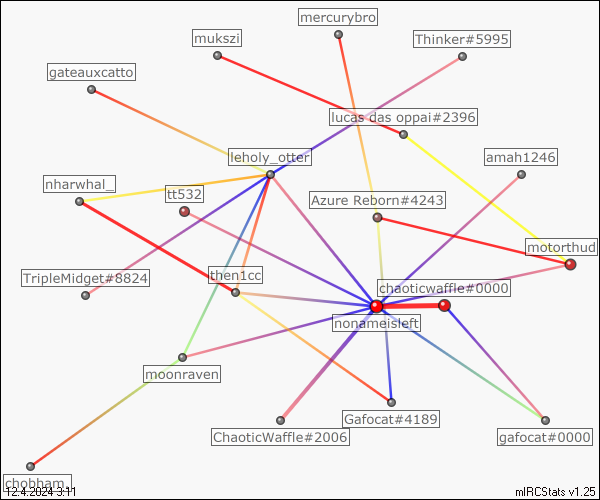 mercurybro
mukszi
Thinker#5995
gateauxcatto
lucas das oppai#2396
leholy_otter
amah1246
nharwhal_
tt532
Azure Reborn#4243
motorthud
TripleMidget#8824
then1cc
chaoticwaffle#0000
nonameisleft
moonraven
Gafocat#4189
ChaoticWaffle#2006
gafocat#0000
chobham_
12.4.2024 3:11
mIRCStats v1.25